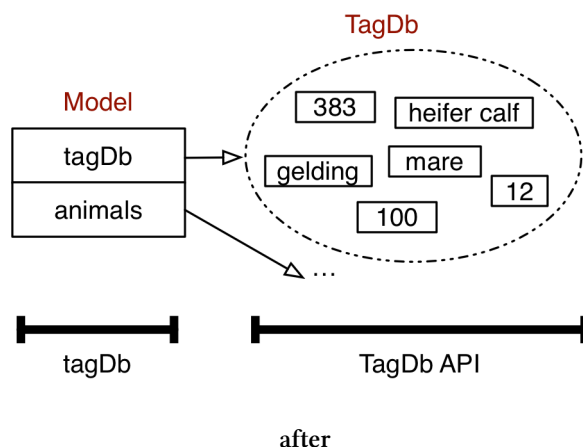 TagDb
Model
383
heifer calf
tagDb
gelding
mare
animals
12
100
...
tagDb
TagDb API
after